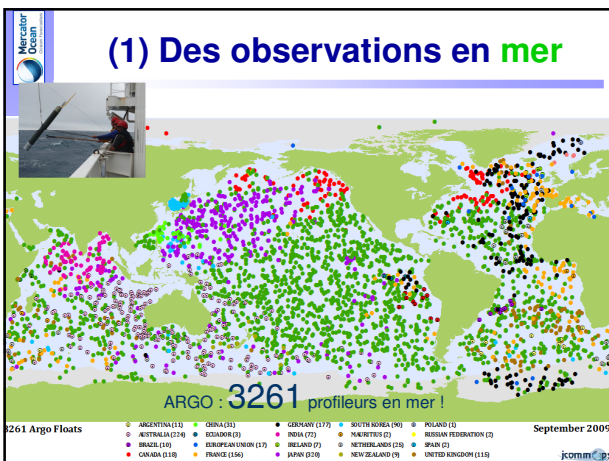 Mercator
Ocean
(1) Des observations en mer
ARGO : 3261 profileurs en mer !
3261 Argo Floats
ARGENTINA (11) CHINA (31) GERMANY (177) SOUTH KOREA (90) POLAND (1)
AUSTRALIA (224) ECUADOR (3) INDIA (72) MAURITIUS (2) RUSSIAN FEDERATION (2)
BRAZIL (10) EUROPEAN UNION (17) IRELAND (7) NETHERLANDS (25) SPAIN (2)
CANADA (118) FRANCE (156) JAPAN (320) NEW ZEALAND (9) UNITED KINGDOM (115)
September 2009